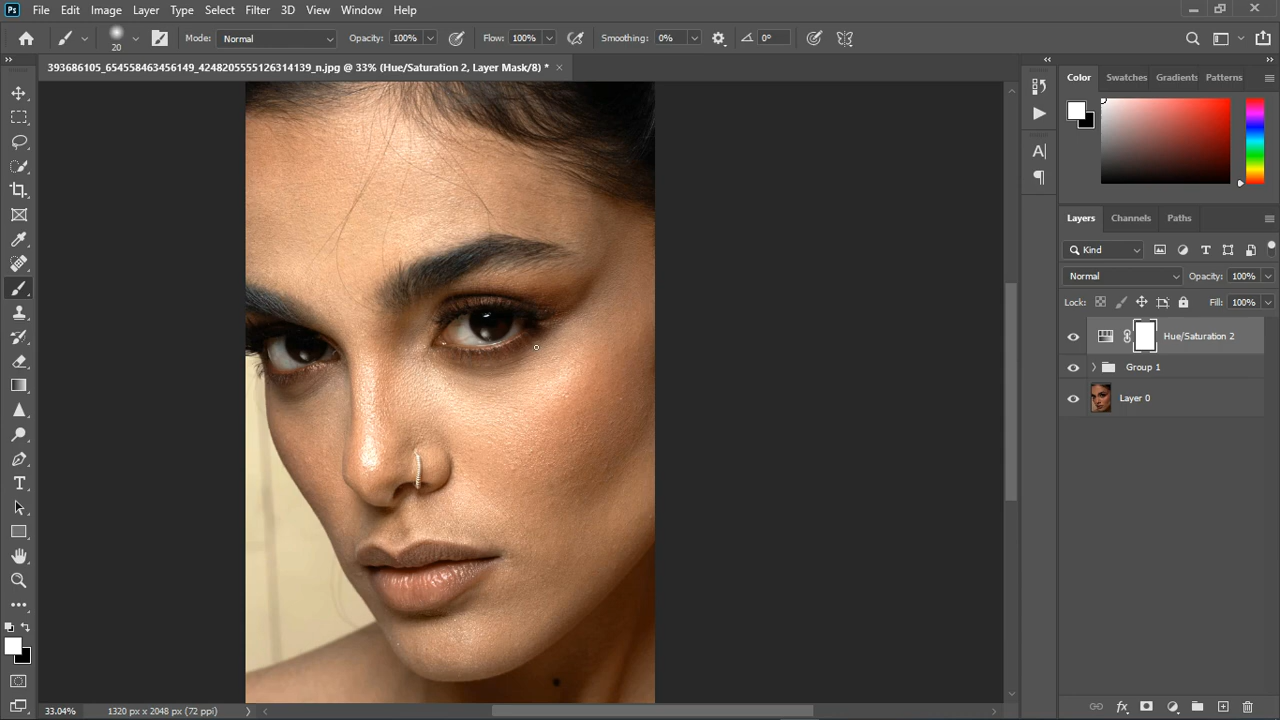 Ps File Edit Image Layer Type Select Filter 3D View Window Help
20 Mode: Normal Opacity: 100% Flow: 100% Smoothing: 0% 0°
393686105_654558463456149_4248205555126314139_n.jpg @ 33% (Hue/Saturation 2, Layer Mask/8) *
Color Swatches Gradients Patterns
Layers Channels Paths
Kind
Normal Opacity: 100%
Lock: Fill: 100%
Hue/Saturation 2
Group 1
Layer 0
33.04% 1320 px x 2048 px (72 ppi)